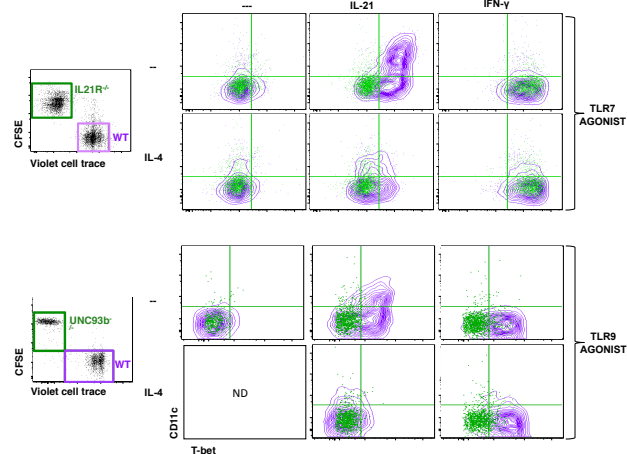 --- IL-21 IFN-γ
IL21R-/-
--
CFSE
WT
TLR7
AGONIST
Violet cell trace
IL-4
UNC93b-
/-
--
CFSE
WT
TLR9
AGONIST
Violet cell trace
IL-4
ND
CD11c
T-bet